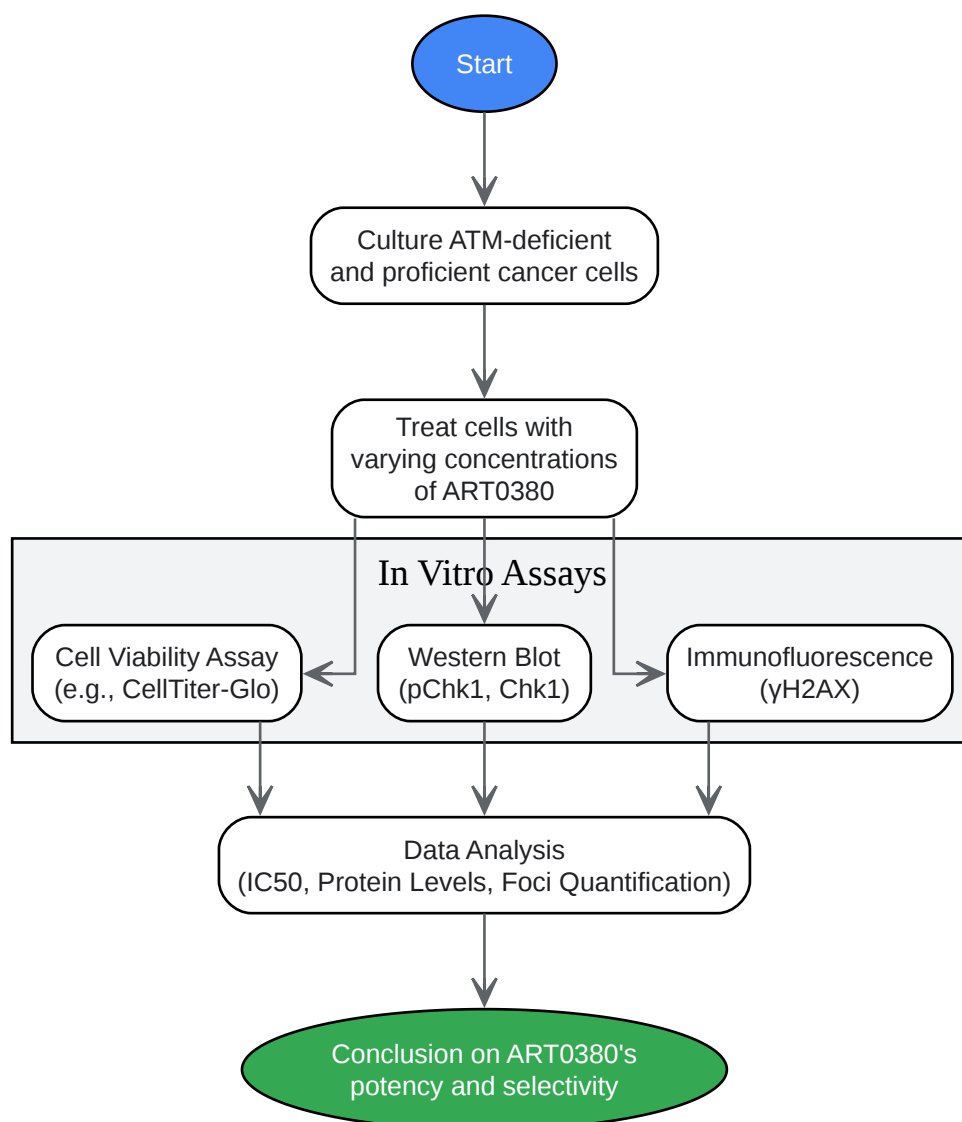 Start
Culture ATM-deficient
and proficient cancer cells
Treat cells with
varying concentrations
of ART0380
In Vitro Assays
Cell Viability Assay
(e.g., CellTiter-Glo)
Western Blot
(pChk1, Chk1)
Immunofluorescence
(γH2AX)
Data Analysis
(IC50, Protein Levels, Foci Quantification)
Conclusion on ART0380's
potency and selectivity